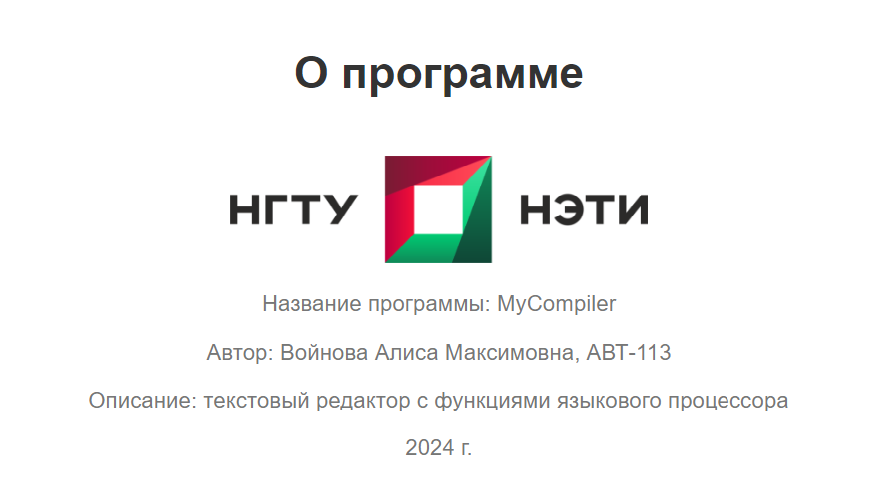 О программе
НГТУ НЭТИ
Название программы: MyCompiler
Автор: Войнова Алиса Максимовна, АВТ-113
Описание: текстовый редактор с функциями языкового процессора
2024 г.